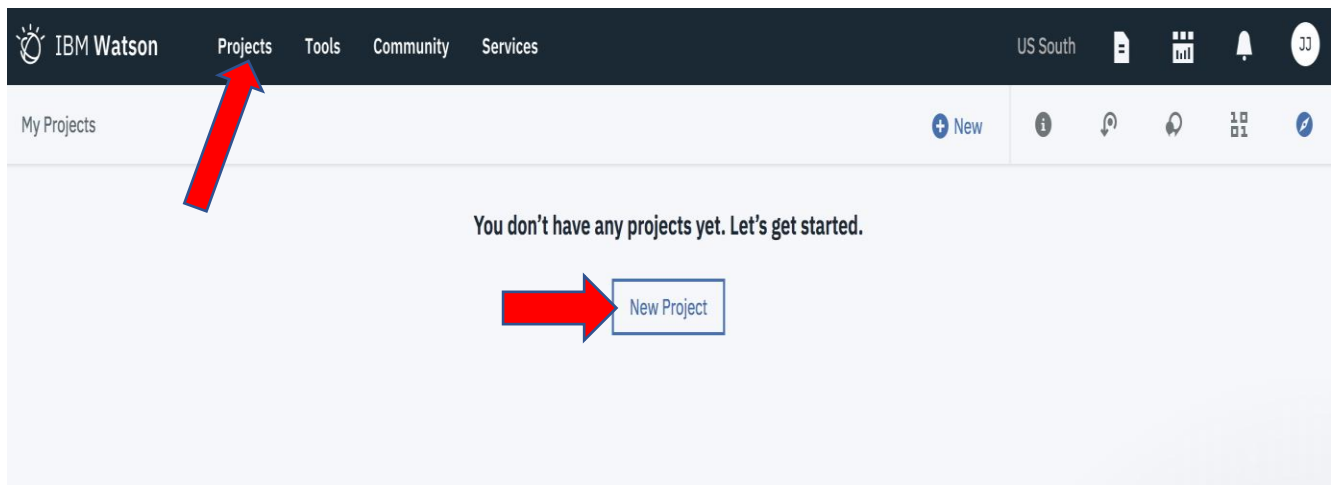 IBM Watson Projects Tools Community Services US South JJ
My Projects New
You don't have any projects yet. Let's get started.
New Project